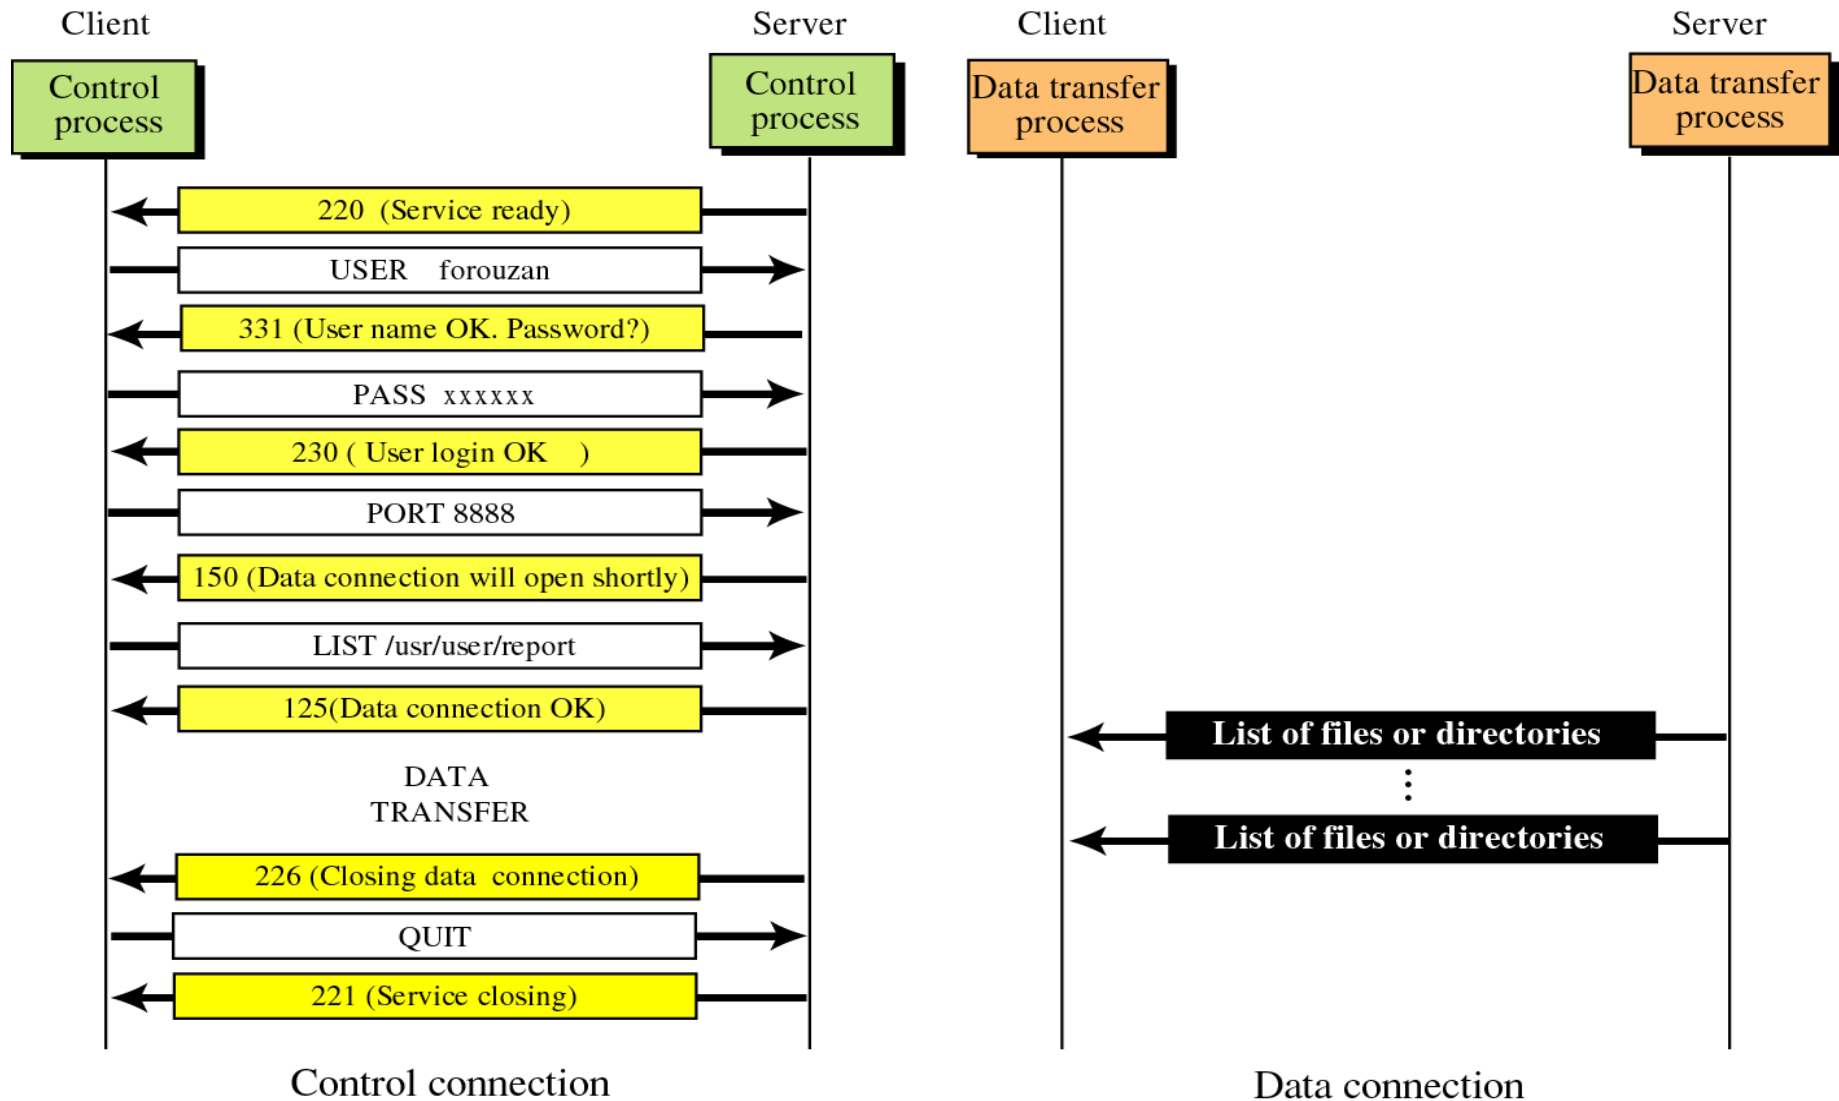 Client
Server
Client
Server
Control
process
Control
process
Data transfer
process
Data transfer
process
220 (Service ready)
USER forouzan
331 (User name OK. Password?)
PASS xxxxxx
230 ( User login OK )
PORT 8888
150 (Data connection will open shortly)
LIST /usr/user/report
125(Data connection OK)
List of files or directories
DATA
TRANSFER
List of files or directories
226 (Closing data connection)
QUIT
221 (Service closing)
Control connection
Data connection